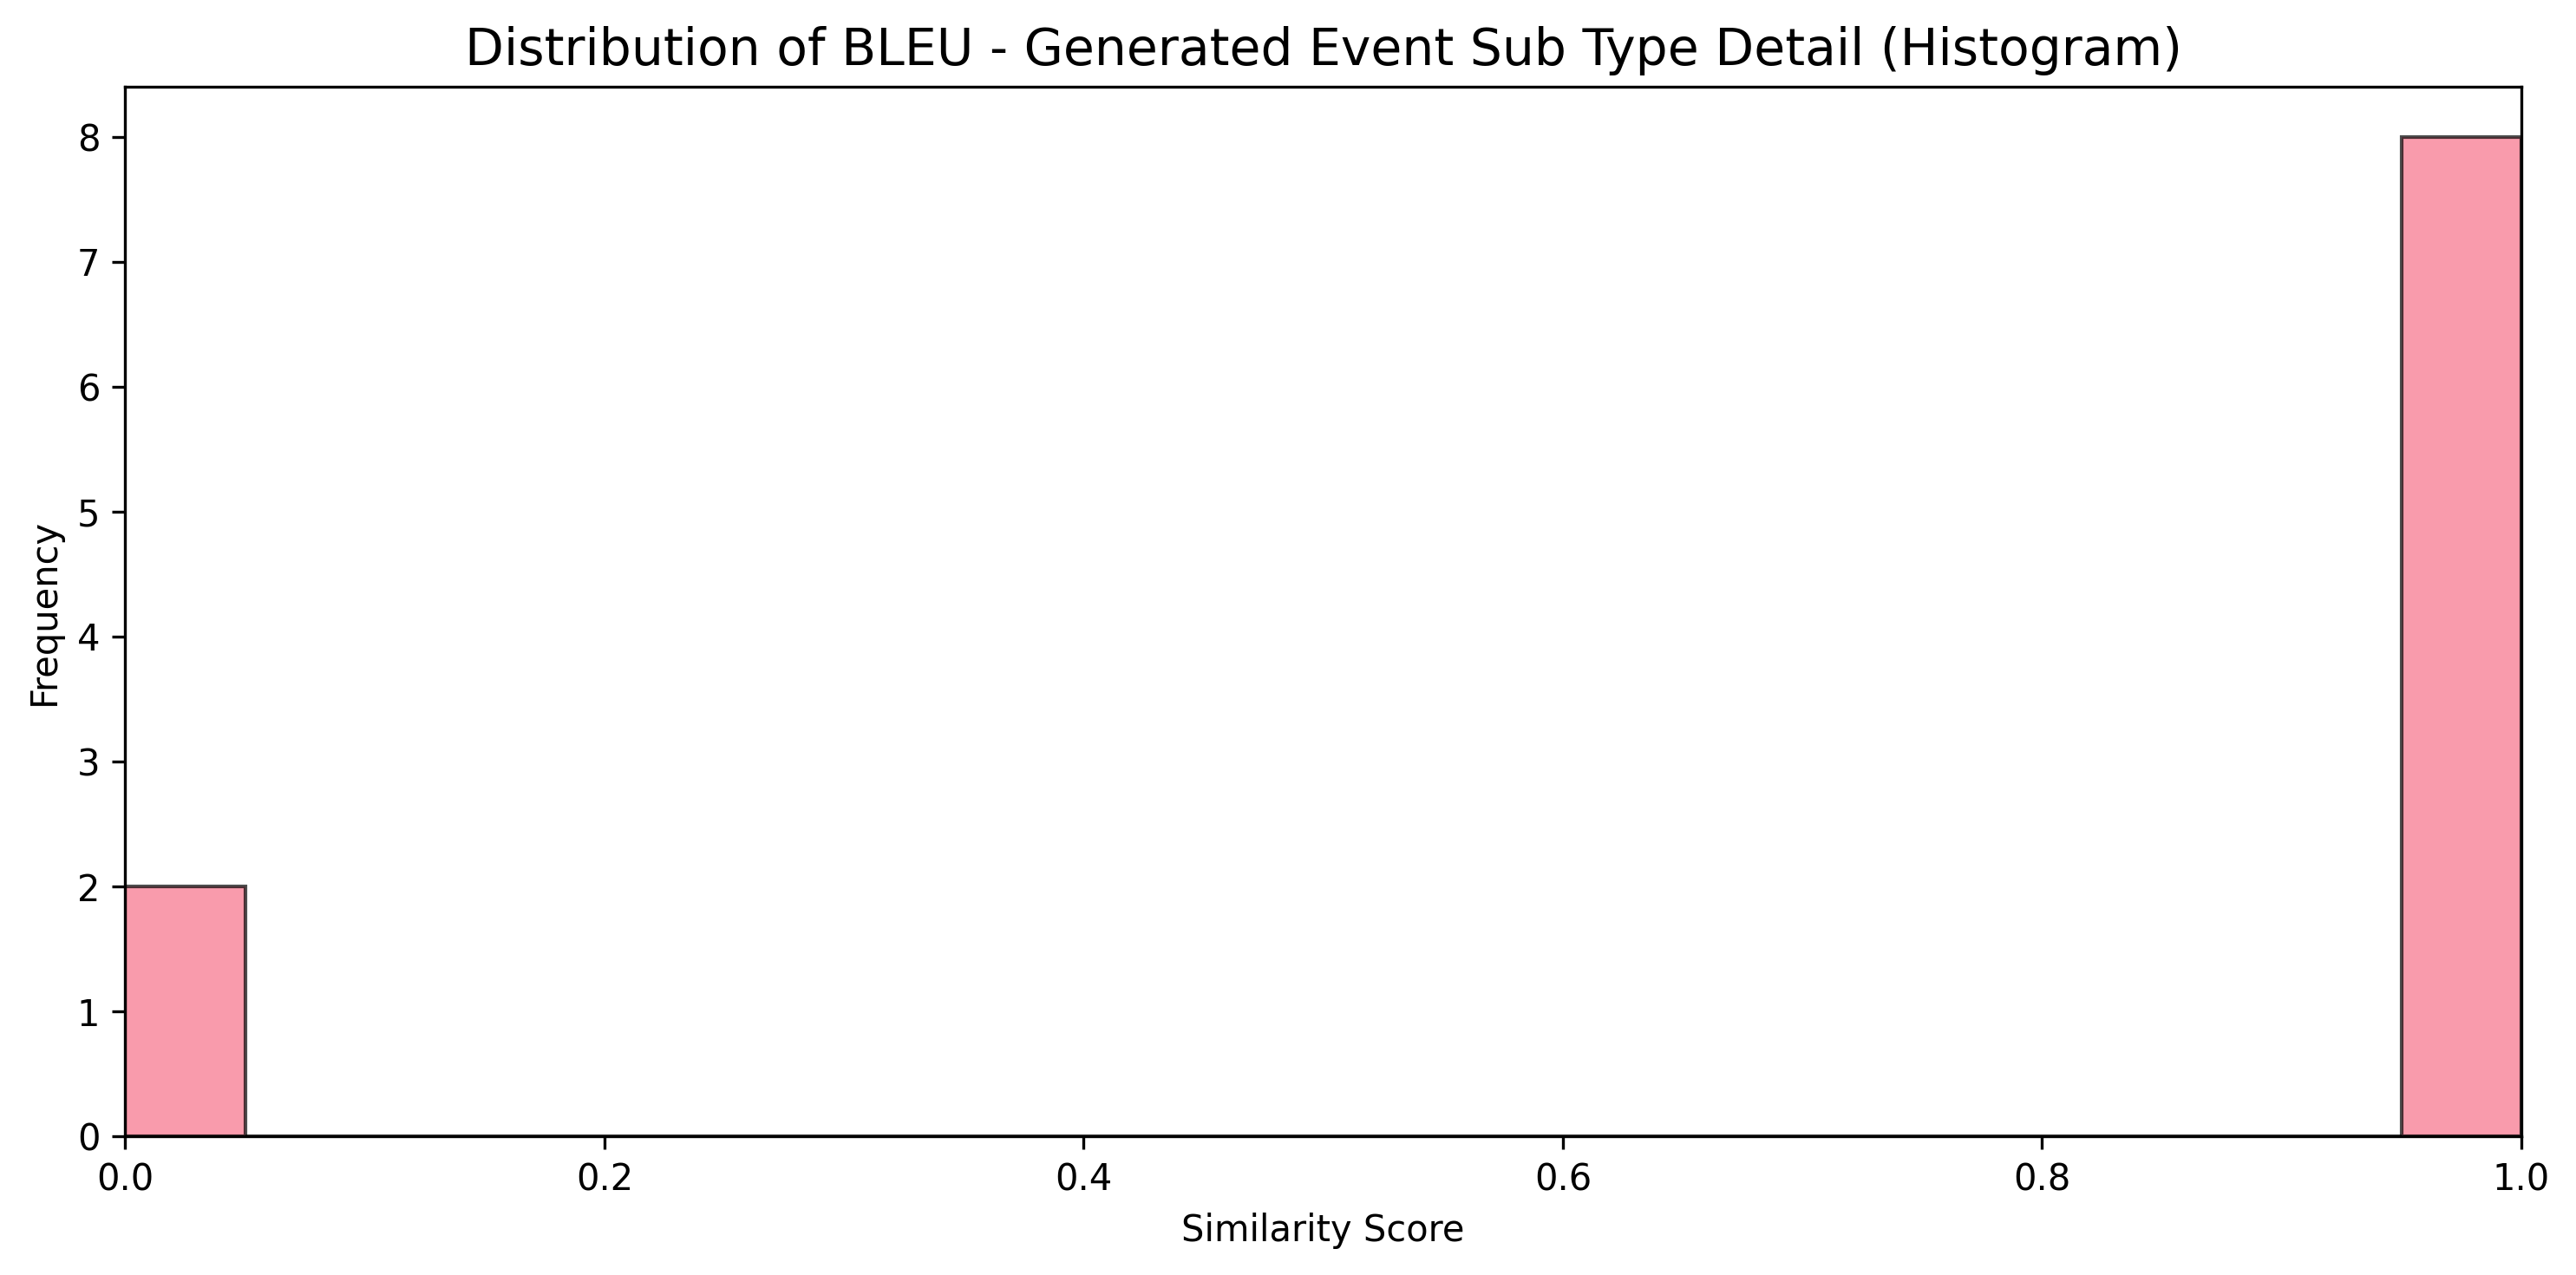 Distribution of BLEU - Generated Event Sub Type Detail (Histogram)
8
7
6
5
4
3
2
1
0
Frequency
0.0 0.2 0.4 0.6 0.8 1.0
Similarity Score